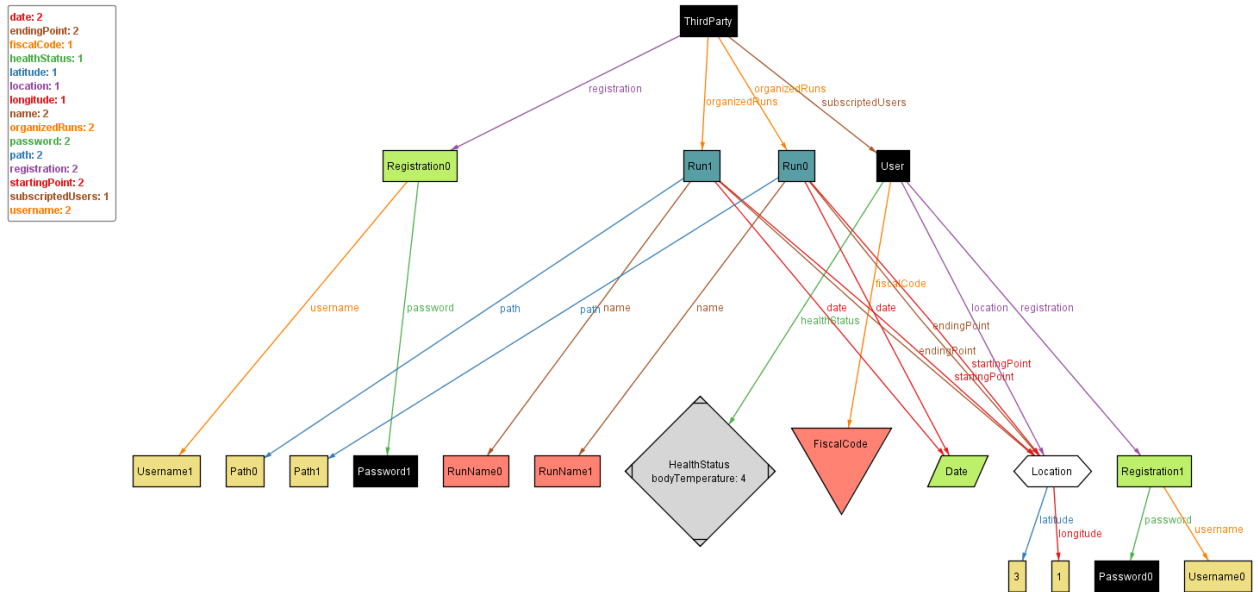 date: 2
endingPoint: 2
fiscalCode: 1
healthStatus: 1
latitude: 1
location: 1
longitude: 1
name: 2
organizedRuns: 2
password: 2
path: 2
registration: 2
startingPoint: 2
subscriptedUsers: 1
username: 2
ThirdParty
registration
organizedRuns
organizedRuns
subscriptedUsers
Registration0
Run1
Run0
User
username
password
path
path
name
name
date
date
healthStatus
fiscalCode
location
registration
endingPoint
endingPoint
startingPoint
startingPoint
Username1
Path0
Path1
Password1
RunName0
RunName1
HealthStatus
bodyTemperature: 4
FiscalCode
Date
Location
Registration1
latitude
longitude
password
username
3
1
Password0
Username0